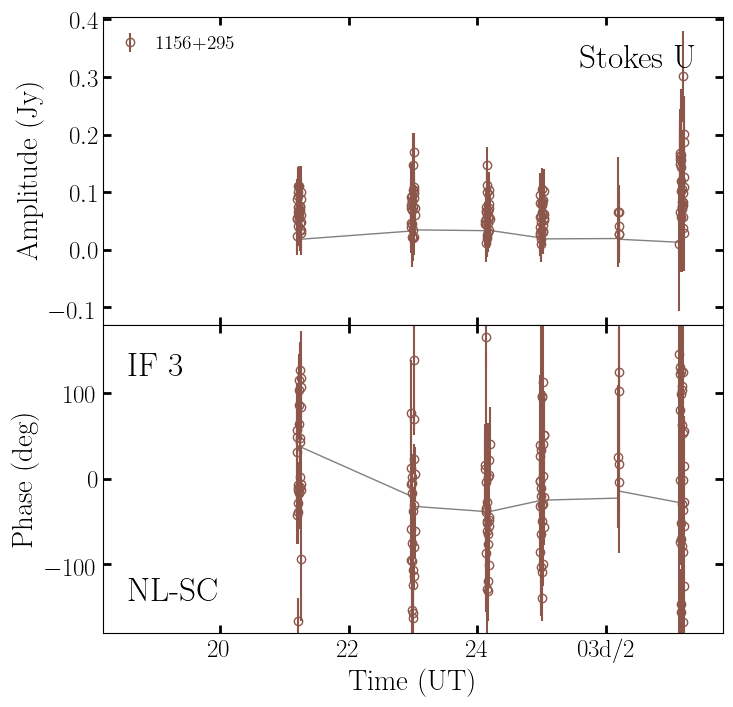 0.4
1156+295
Stokes U
0.3
0.2
0.1
0.0
−0.1
Amplitude (Jy)
IF 3
100
0
−100
Phase (deg)
NL-SC
20 22 24 03d/2
Time (UT)